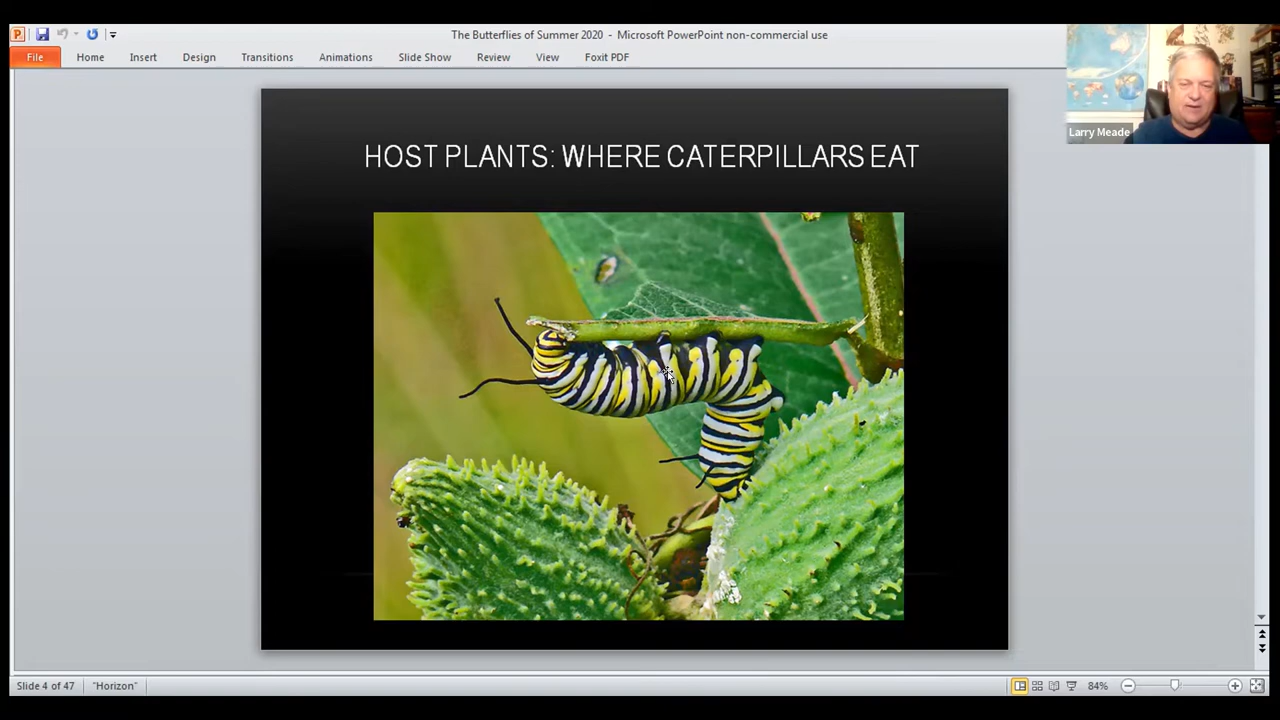 The Butterflies of Summer 2020 - Microsoft PowerPoint non-commercial use
File Home Insert Design Transitions Animations Slide Show Review View Foxit PDF
Larry Meade
HOST PLANTS: WHERE CATERPILLARS EAT
Slide 4 of 47 "Horizon" 84%